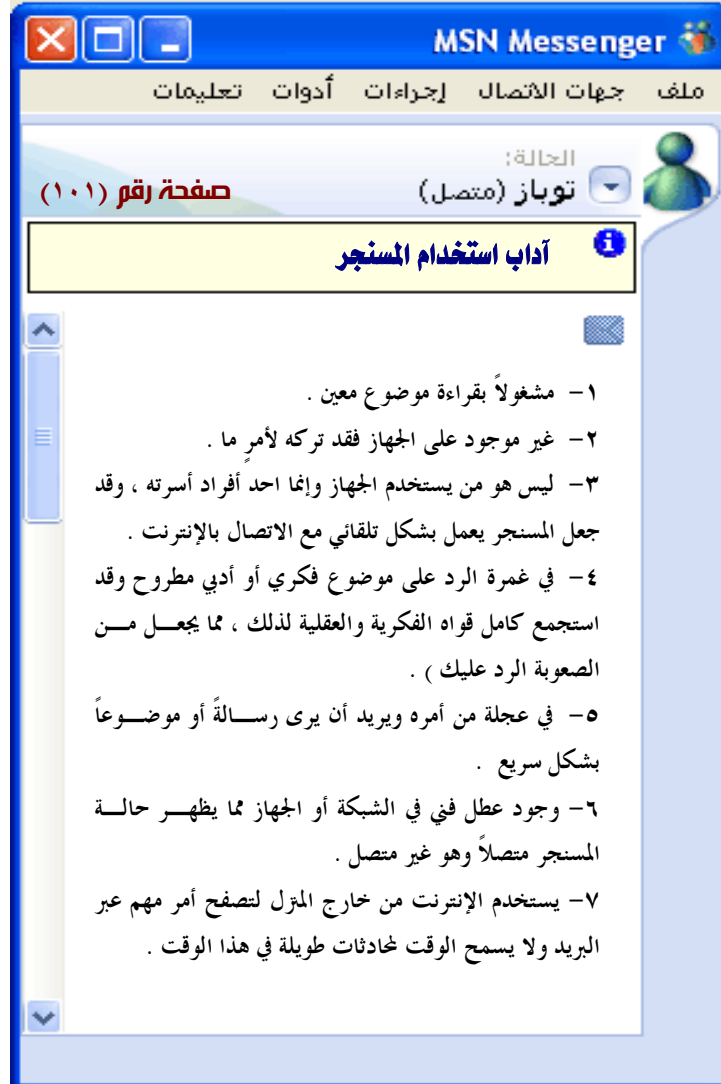 MSN Messenger
ملف جهات الاتصال إجراءات أدوات تعليمات
الحالة:
توباز (متصل) صفحة رقم (١٠١)
آداب استخدام المسنجر
١- مشغولاً بقراءة موضوع معين .
٢- غير موجود على الجهاز فقد تركه لأمرٍ ما .
٣- ليس هو من يستخدم الجهاز وإنما احد أفراد أسرته ، وقد
جعل المسنجر يعمل بشكل تلقائي مع الاتصال بالإنترنت .
٤- في غمرة الرد على موضوع فكري أو أدبي مطروح وقد
استجمع كامل قواه الفكرية والعقلية لذلك ، مما يجعـــل مـــن
الصعوبة الرد عليك ) .
٥- في عجلة من أمره ويريد أن يرى رســـالةً أو موضـــوعاً
بشكل سريع .
٦- وجود عطل فني في الشبكة أو الجهاز مما يظهـــر حالـــة
المسنجر متصلاً وهو غير متصل .
٧- يستخدم الإنترنت من خارج المنزل لتصفح أمر مهم عبر
البريد ولا يسمح الوقت لمحادثات طويلة في هذا الوقت .